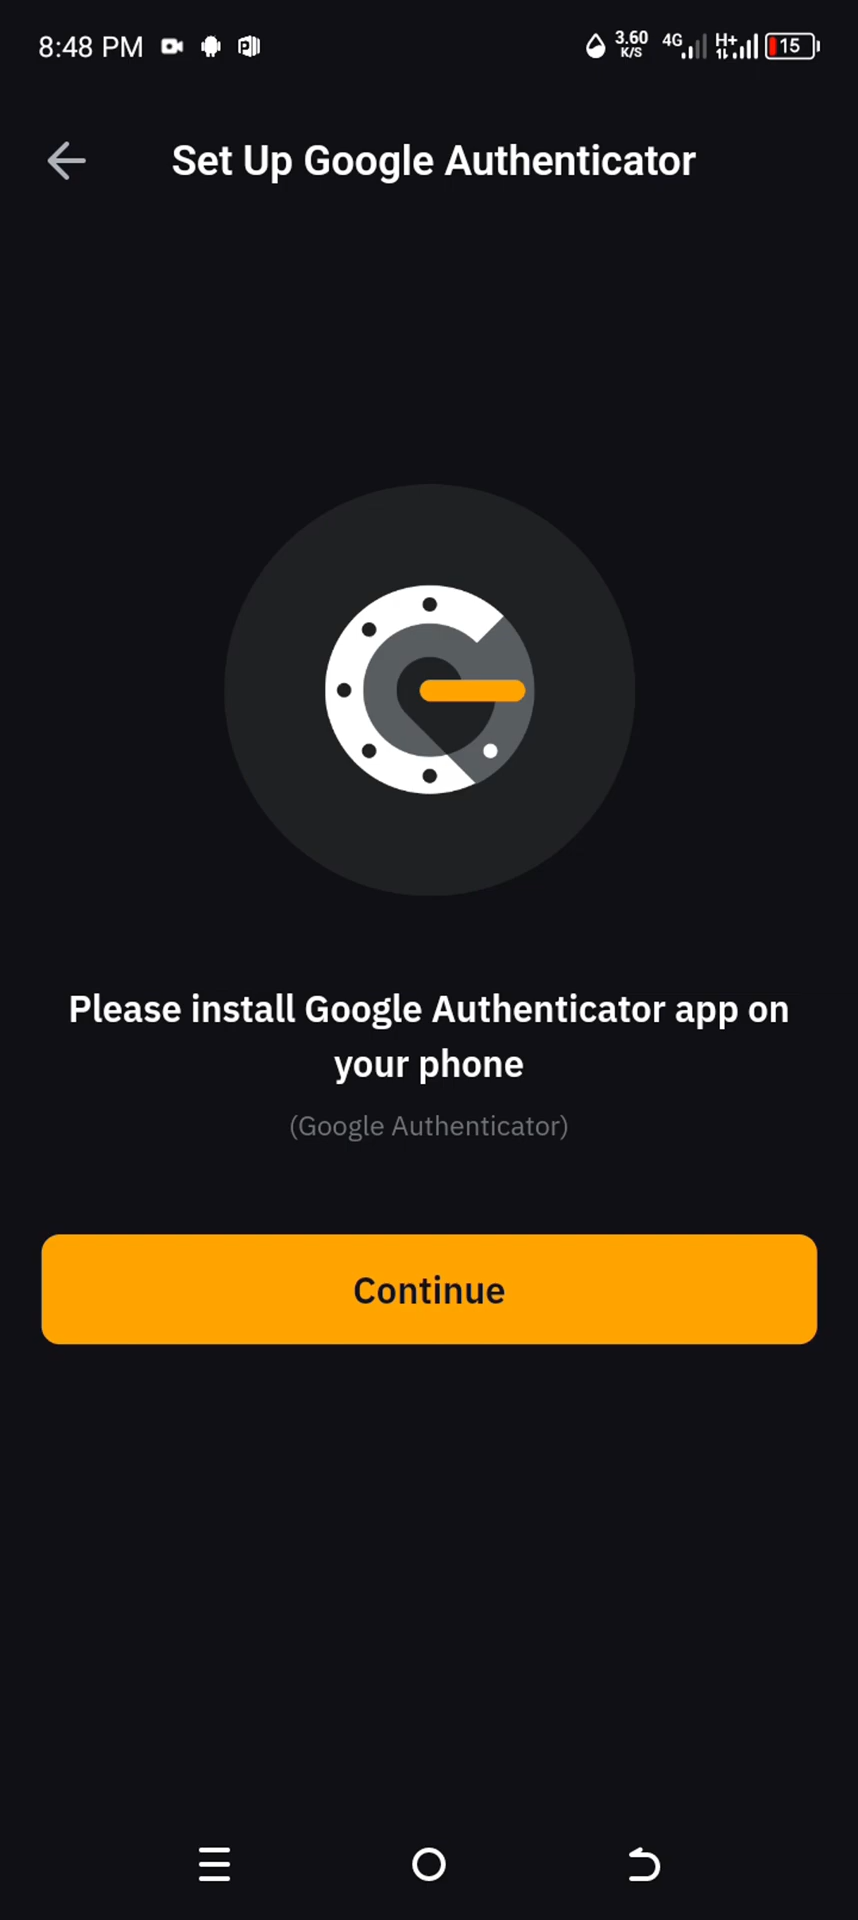 8:48 PM
3.60
K/S
4G
H+
15
Set Up Google Authenticator
Please install Google Authenticator app on
your phone
(Google Authenticator)
Continue